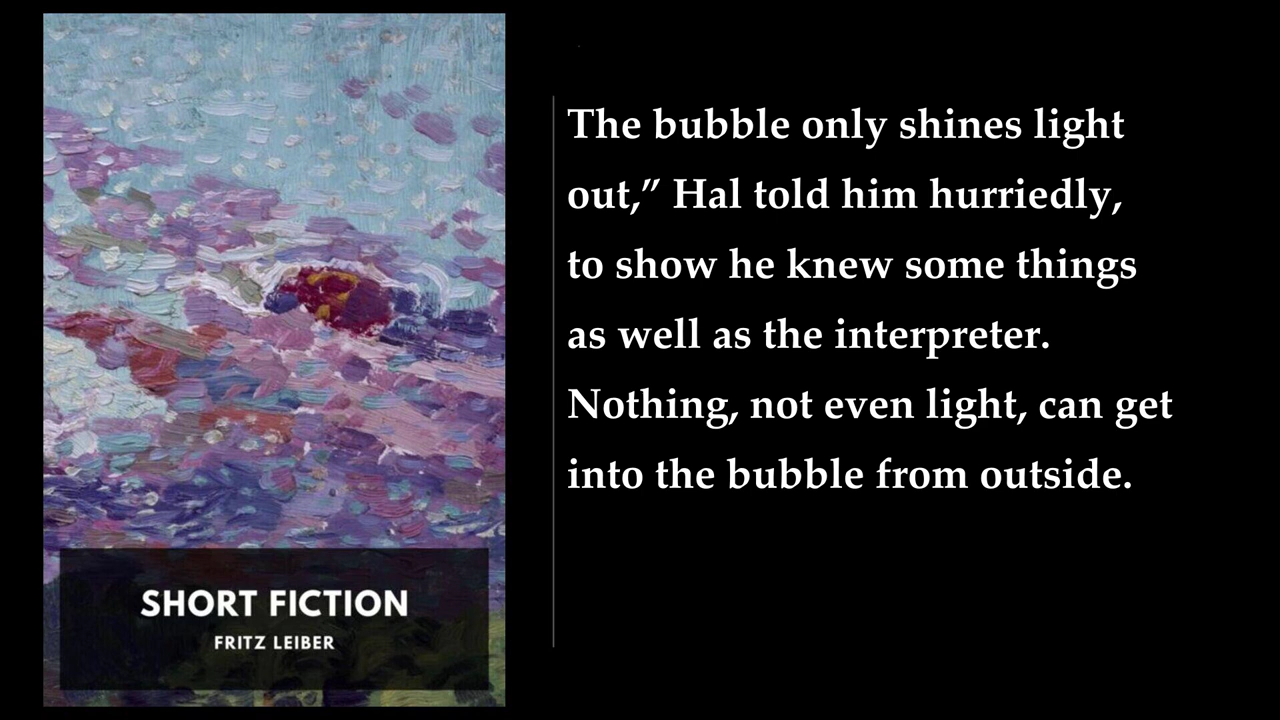 The bubble only shines light
out,” Hal told him hurriedly,
to show he knew some things
as well as the interpreter.
Nothing, not even light, can get
into the bubble from outside.
SHORT FICTION
FRITZ LEIBER